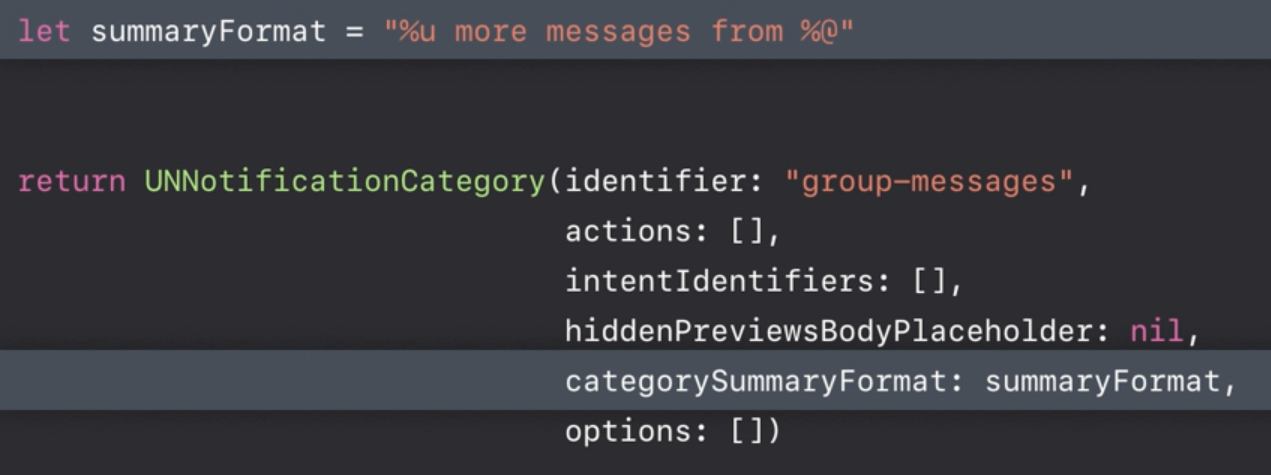 let summaryFormat = "%u more messages from %@"
return UNNotificationCategory(identifier: "group-messages",
actions: [],
intentIdentifiers: [],
hiddenPreviewsBodyPlaceholder: nil,
categorySummaryFormat: summaryFormat,
options: [])